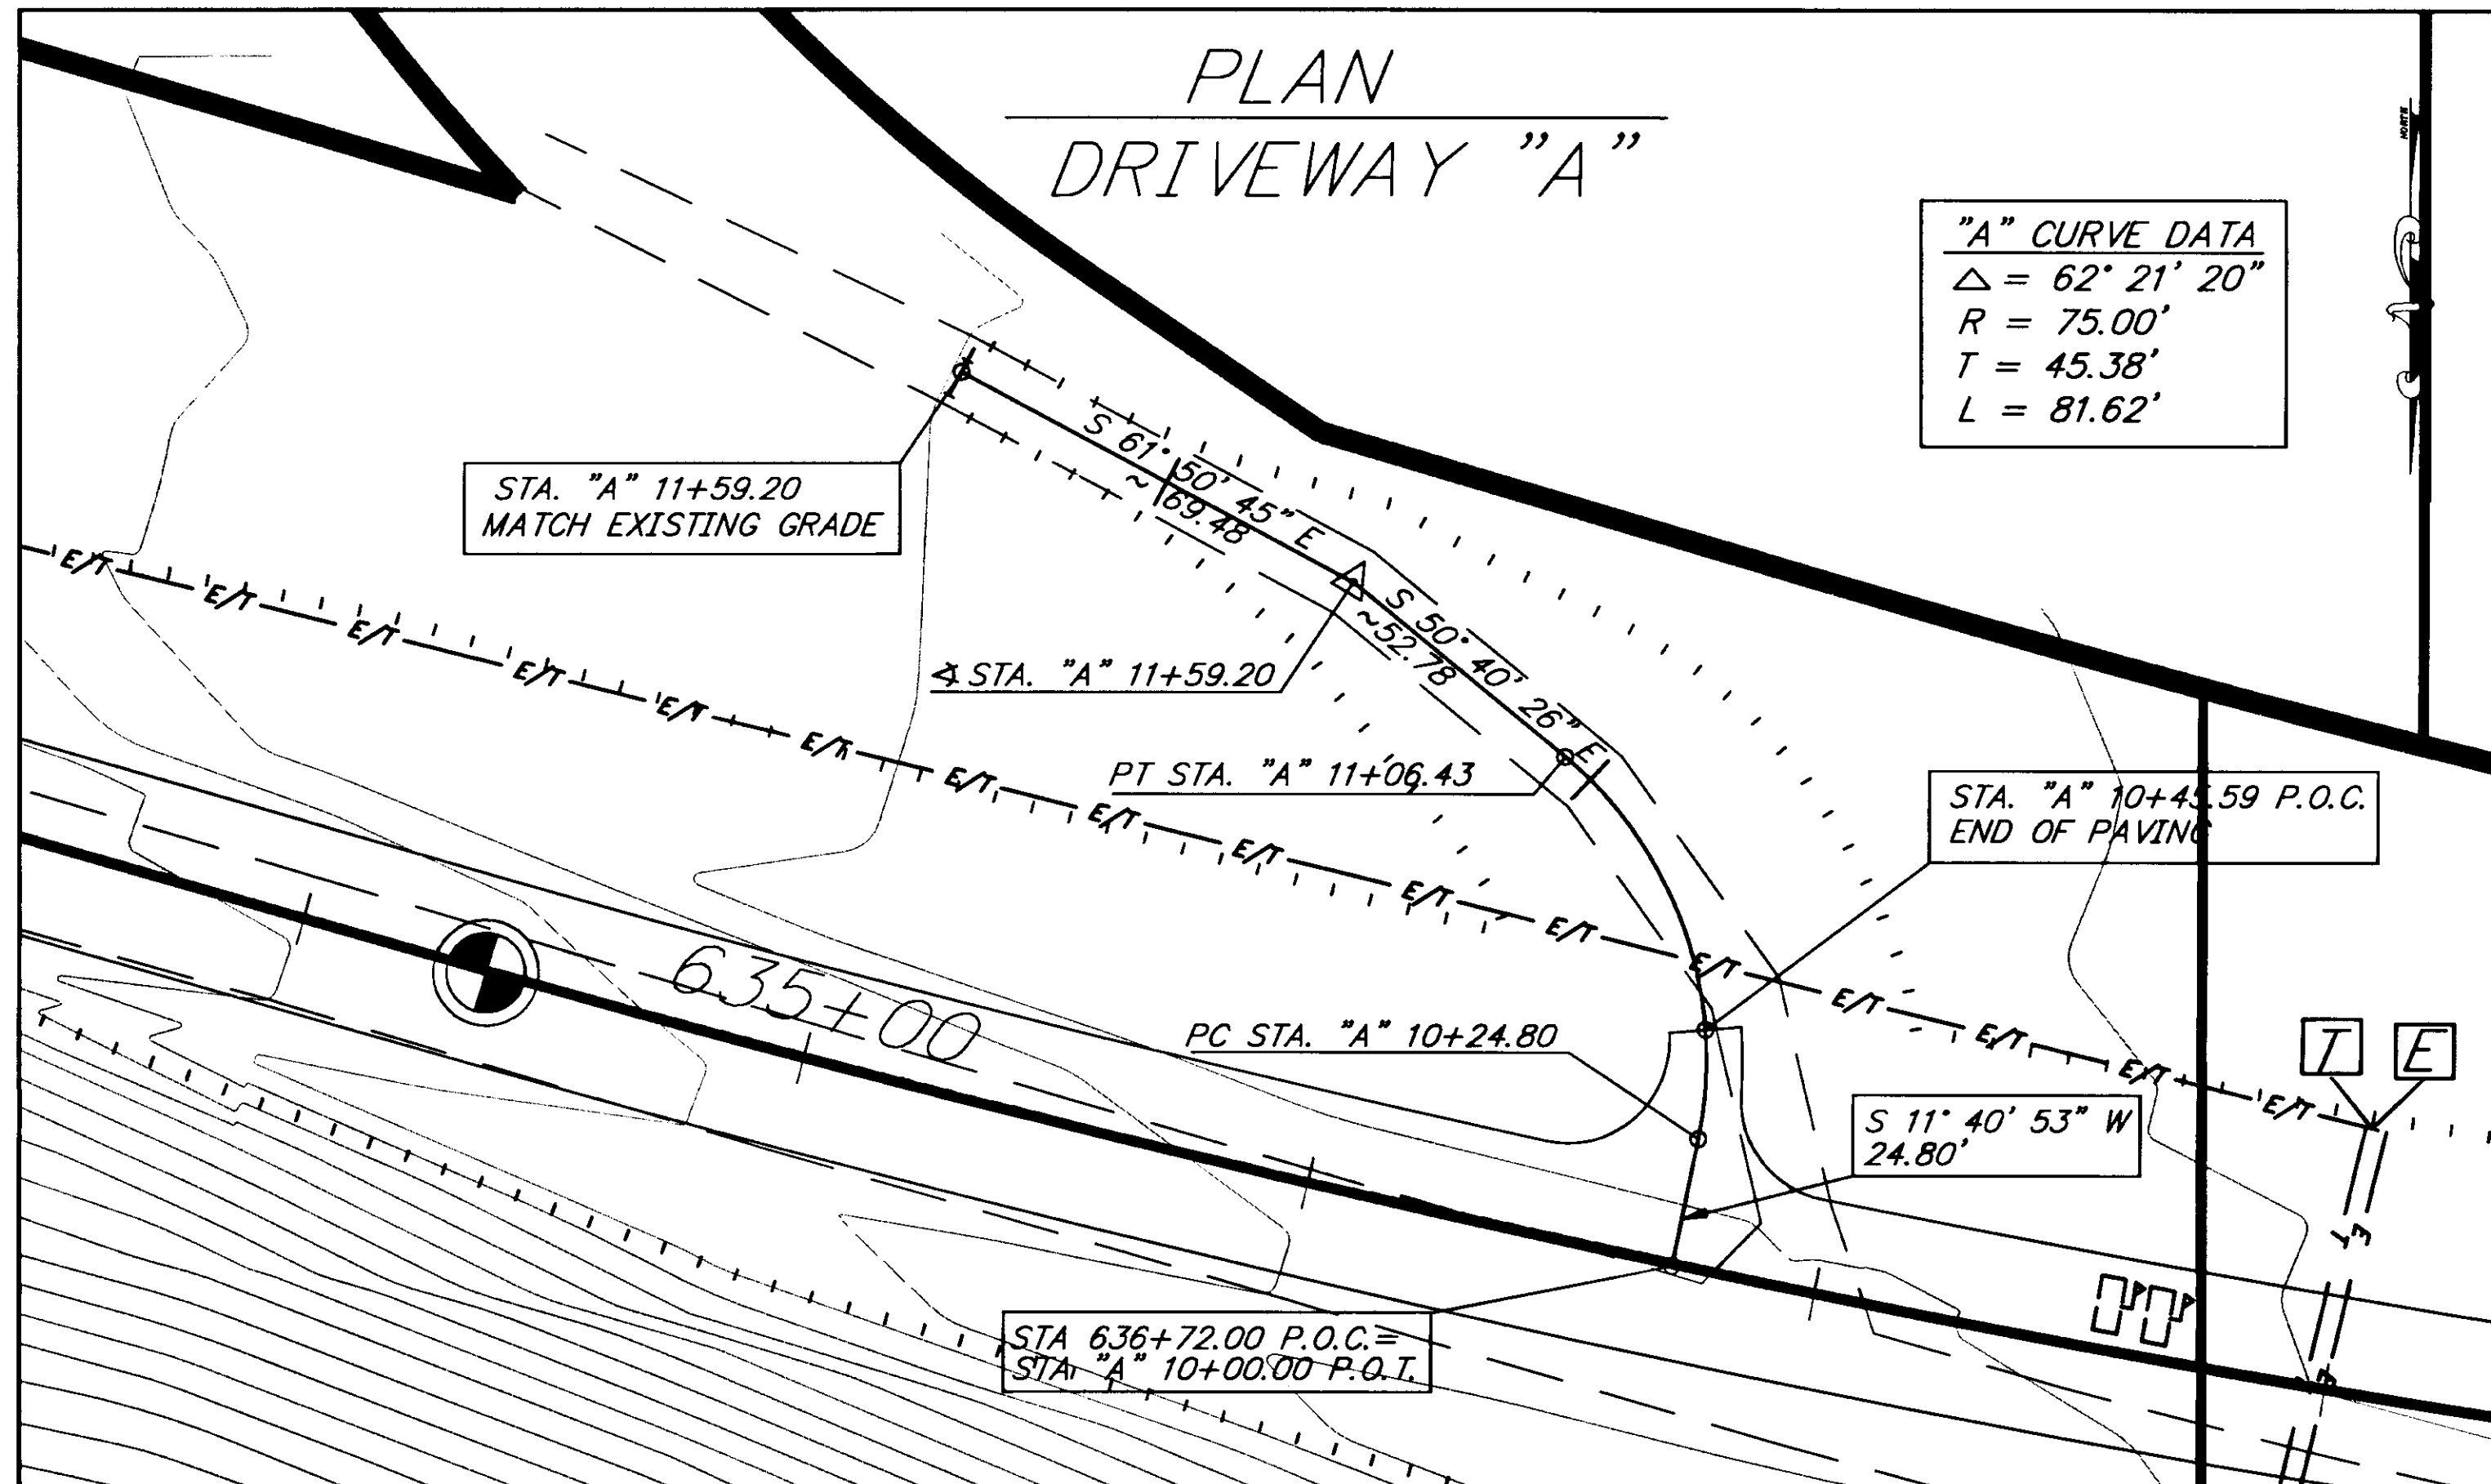 PLAN
DRIVEWAY "A"
NORTH
"A" CURVE DATA
△ = 62° 21' 20"
R = 75.00'
T = 45.38'
L = 81.62'
S 61° 50' 45" E
~ 69.48
STA. "A" 11+59.20
MATCH EXISTING GRADE
E/T E/T E/T E/T E/T E/T E/T E/T E/T E/T E/T E/T E/T E/T E/T E/T
S 50° 40' 26" E
~52.78
∡ STA. "A" 11+59.20
PT STA. "A" 11+06.43
STA. "A" 10+45.59 P.O.C.
END OF PAVING
635+00
PC STA. "A" 10+24.80
T E
S 11° 40' 53" W
24.80'
STA 636+72.00 P.O.C.=
STA. "A" 10+00.00 P.O.T.